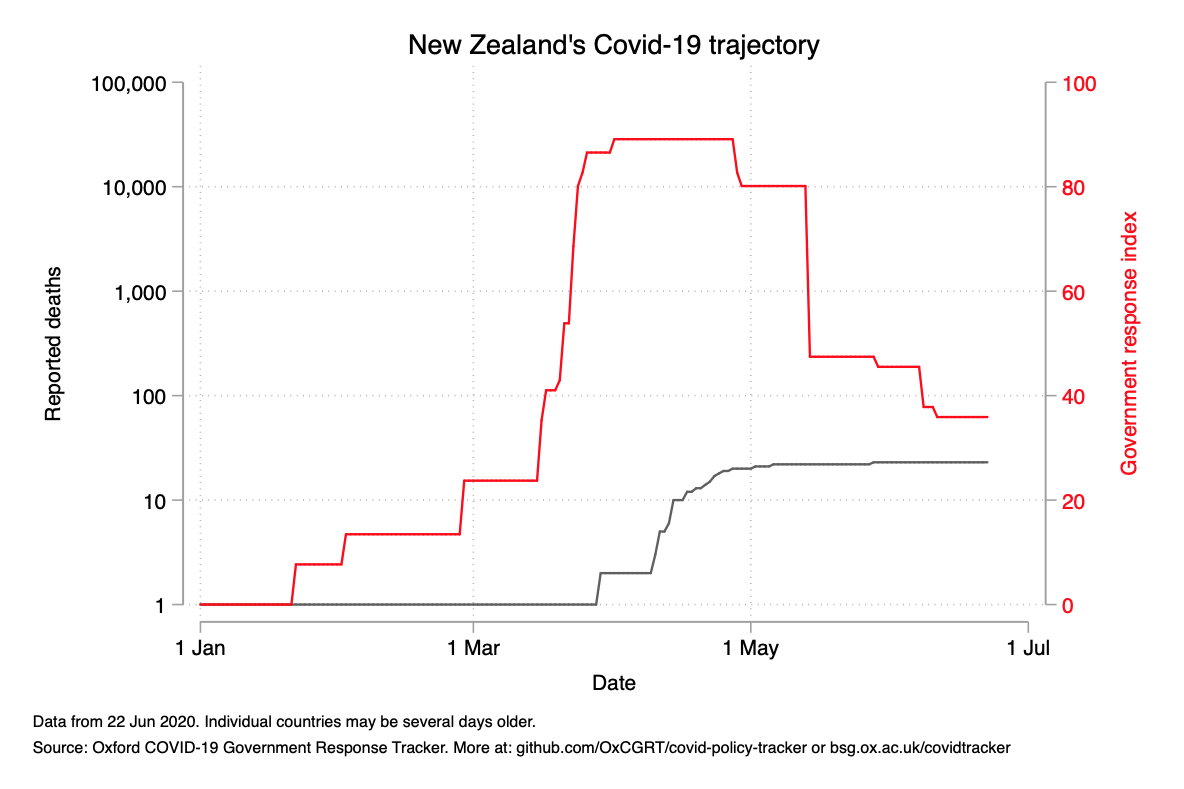 New Zealand's Covid-19 trajectory
100,000
10,000
1,000
100
10
1
Reported deaths
100
80
60
40
20
0
Government response index
1 Jan
1 Mar
1 May
1 Jul
Date
Data from 22 Jun 2020. Individual countries may be several days older.
Source: Oxford COVID-19 Government Response Tracker. More at: github.com/OxCGRT/covid-policy-tracker or bsg.ox.ac.uk/covidtracker